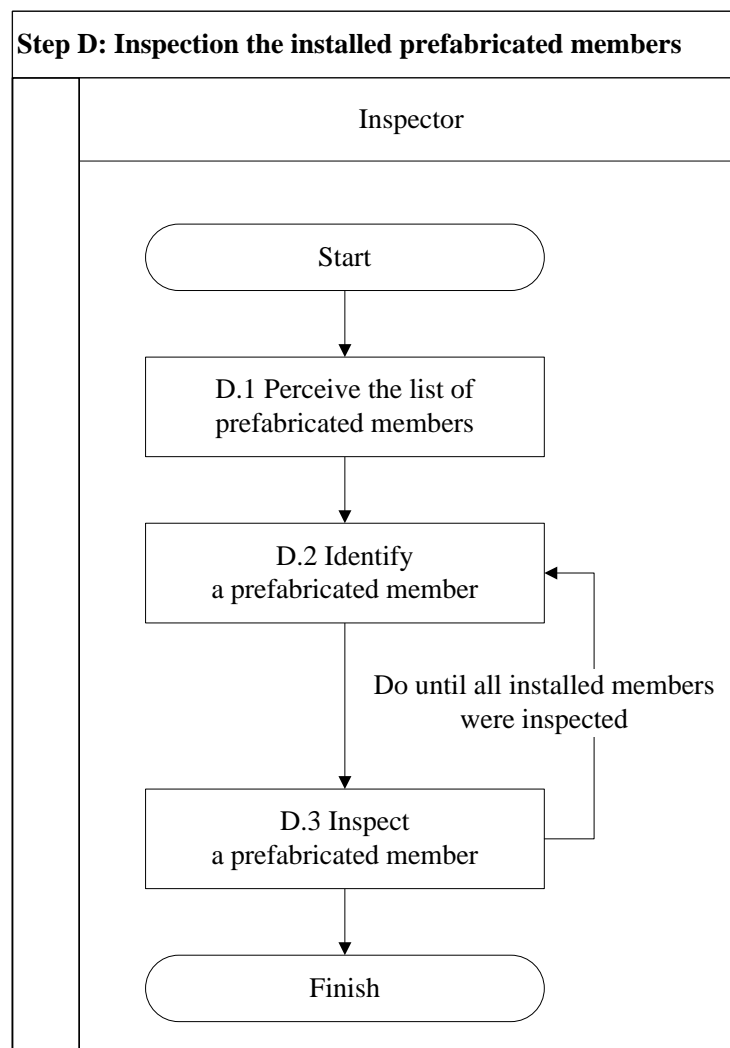 Step D: Inspection the installed prefabricated members
Inspector
Start
D.1 Perceive the list of
prefabricated members
D.2 Identify
a prefabricated member
Do until all installed members
were inspected
D.3 Inspect
a prefabricated member
Finish